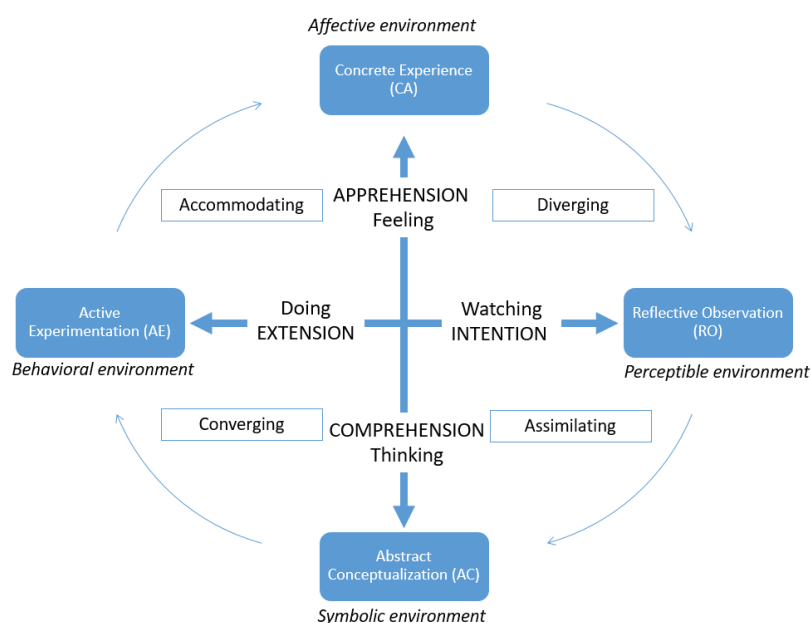 Affective environment
Concrete Experience
(CA)
Accommodating
APPREHENSION
Feeling
Diverging
Active
Experimentation (AE)
Doing
EXTENSION
Watching
INTENTION
Reflective Observation
(RO)
Behavioral environment
Perceptible environment
Converging
COMPREHENSION
Thinking
Assimilating
Abstract
Conceptualization (AC)
Symbolic environment